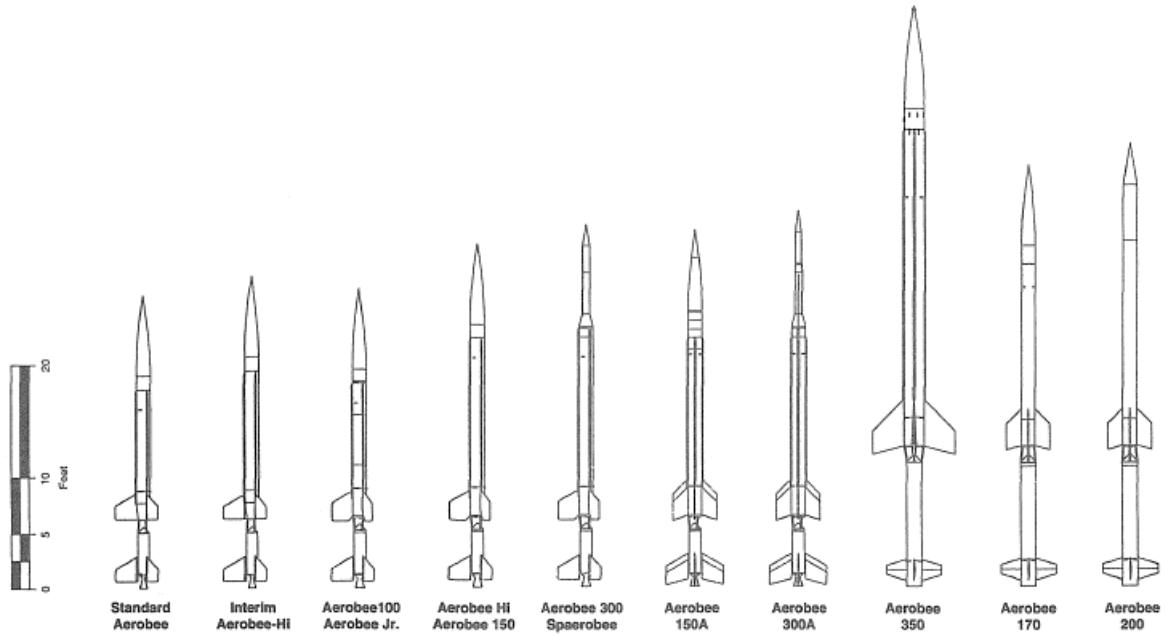 20
10
Feet
5
0
Standard
Aerobee
Interim
Aerobee-Hi
Aerobee100
Aerobee Jr.
Aerobee Hi
Aerobee 150
Aerobee 300
Spaerobee
Aerobee
150A
Aerobee
300A
Aerobee
350
Aerobee
170
Aerobee
200